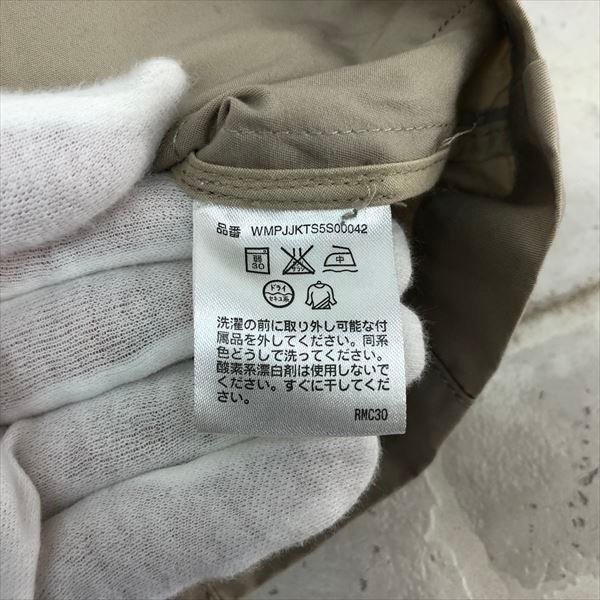 品番 WMPJJKTS5S00042
弱
30
中
ドライ
セキユ系
洗濯の前に取り外し可能な付
属品を外してください。同系
色どうしで洗ってください。
酸素系漂白剤は使用しないで
ください。すぐに干してくだ
さい。
RMC30